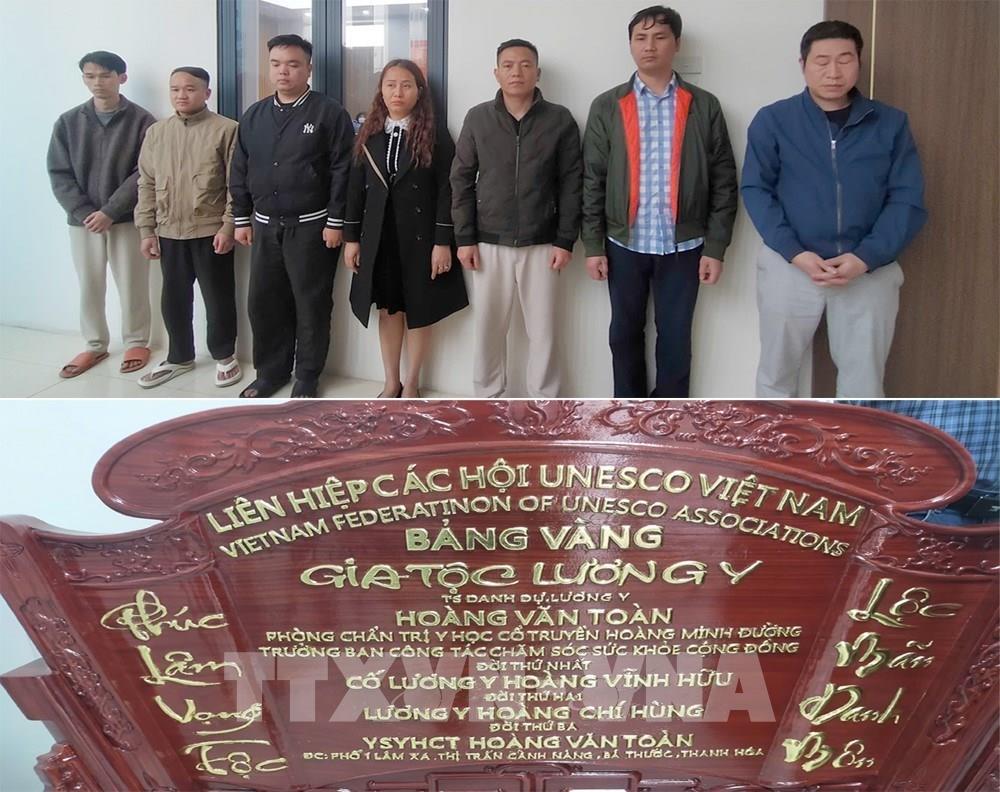 NY
LIÊN HIỆP CÁC HỘI UNESCO VIỆT NAM
VIETNAM FEDERATINON OF UNESCO ASSOCIATIONS
BẢNG VÀNG
GIA TỘC LƯƠNG Y
TS DANH DỰ, LƯƠNG Y
HOÀNG VĂN TOÀN
PHÒNG CHẨN TRỊ Y HỌC CỔ TRUYỀN HOÀNG MINH ĐƯỜNG
TRƯỞNG BAN CÔNG TÁC CHĂM SÓC SỨC KHỎE CỘNG ĐỒNG
ĐỜI THỨ NHẤT
CỐ LƯƠNG Y HOÀNG VĨNH HỮU
ĐỜI THỨ HAI
LƯƠNG Y HOÀNG CHÍ HÙNG
ĐỜI THỨ BA
YSYHCT HOÀNG VĂN TOÀN
ĐC: PHỐ 1 LÂM XA, THỊ TRẤN CÀNH NÀNG, BÁ THƯỚC, THANH HÓA
Phúc
Lâm
Vọng
Tộc
Lộc
Mãn
Danh
Môn
TTXVN/VNA